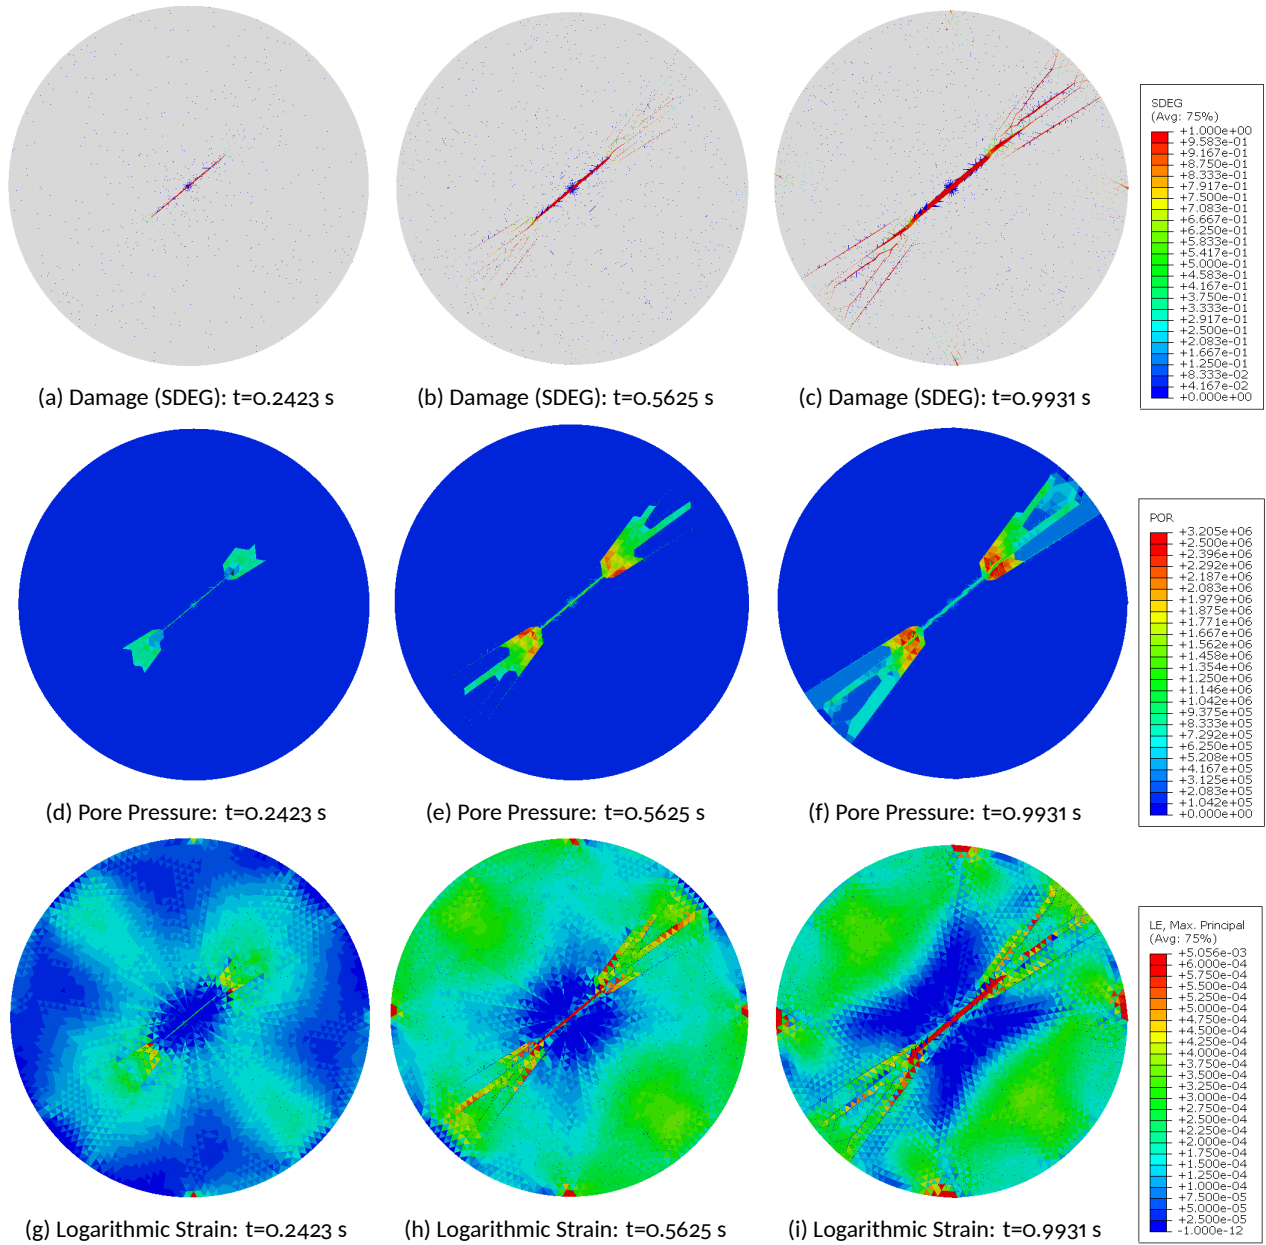 SDEG
(Avg: 75%)
+1.000e+00
+9.583e-01
+9.167e-01
+8.750e-01
+8.333e-01
+7.917e-01
+7.500e-01
+7.083e-01
+6.667e-01
+6.250e-01
+5.833e-01
+5.417e-01
+5.000e-01
+4.583e-01
+4.167e-01
+3.750e-01
+3.333e-01
+2.917e-01
+2.500e-01
+2.083e-01
+1.667e-01
+1.250e-01
+8.333e-02
+4.167e-02
+0.000e+00
(a) Damage (SDEG): t=0.2423 s
(b) Damage (SDEG): t=0.5625 s
(c) Damage (SDEG): t=0.9931 s
POR
+3.205e+06
+2.500e+06
+2.396e+06
+2.292e+06
+2.187e+06
+2.083e+06
+1.979e+06
+1.875e+06
+1.771e+06
+1.667e+06
+1.562e+06
+1.458e+06
+1.354e+06
+1.250e+06
+1.146e+06
+1.042e+06
+9.375e+05
+8.333e+05
+7.292e+05
+6.250e+05
+5.208e+05
+4.167e+05
+3.125e+05
+2.083e+05
+1.042e+05
+0.000e+00
(d) Pore Pressure: t=0.2423 s
(e) Pore Pressure: t=0.5625 s
(f) Pore Pressure: t=0.9931 s
LE, Max. Principal
(Avg: 75%)
+5.056e-03
+6.000e-04
+5.750e-04
+5.500e-04
+5.250e-04
+5.000e-04
+4.750e-04
+4.500e-04
+4.250e-04
+4.000e-04
+3.750e-04
+3.500e-04
+3.250e-04
+3.000e-04
+2.750e-04
+2.500e-04
+2.250e-04
+2.000e-04
+1.750e-04
+1.500e-04
+1.250e-04
+1.000e-04
+7.500e-05
+5.000e-05
+2.500e-05
-1.000e-12
(g) Logarithmic Strain: t=0.2423 s
(h) Logarithmic Strain: t=0.5625 s
(i) Logarithmic Strain: t=0.9931 s